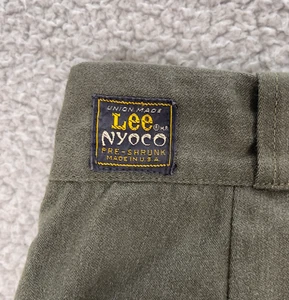 UNION MADE
Lee ® M.R.
NYOCO
PRE-SHRUNK
MADE IN U.S.A.